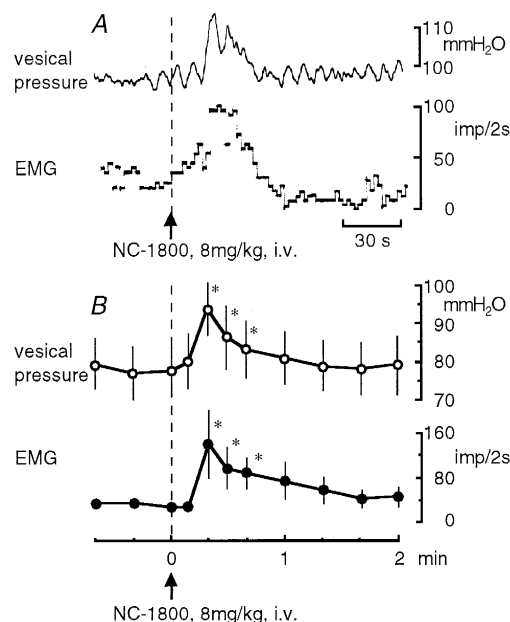 A
110
mmH₂O
vesical
pressure
100
100
imp/2s
EMG
50
0
30 s
NC-1800, 8mg/kg, i.v.
B
100
mmH₂O
*
*
*
90
vesical
pressure
80
70
EMG
160
imp/2s
*
*
*
80
0
0
1
2
min
NC-1800, 8mg/kg, i.v.